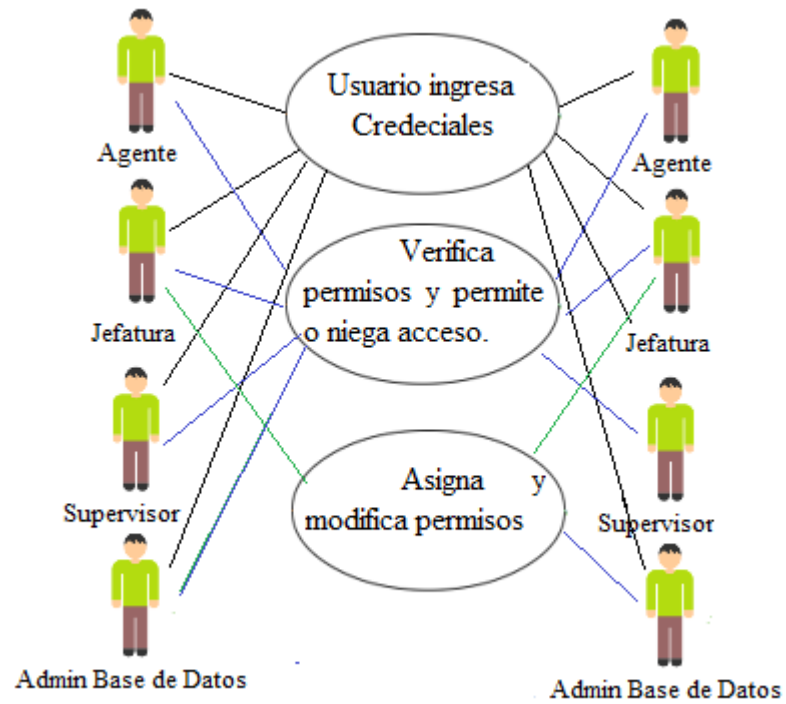 Usuario ingresa
Credeciales
Agente
Agente
Verifica
permisos y permite
o niega acceso.
Jefatura
Jefatura
Asigna y
modifica permisos
Supervisor
Supervisor
Admin Base de Datos
Admin Base de Datos